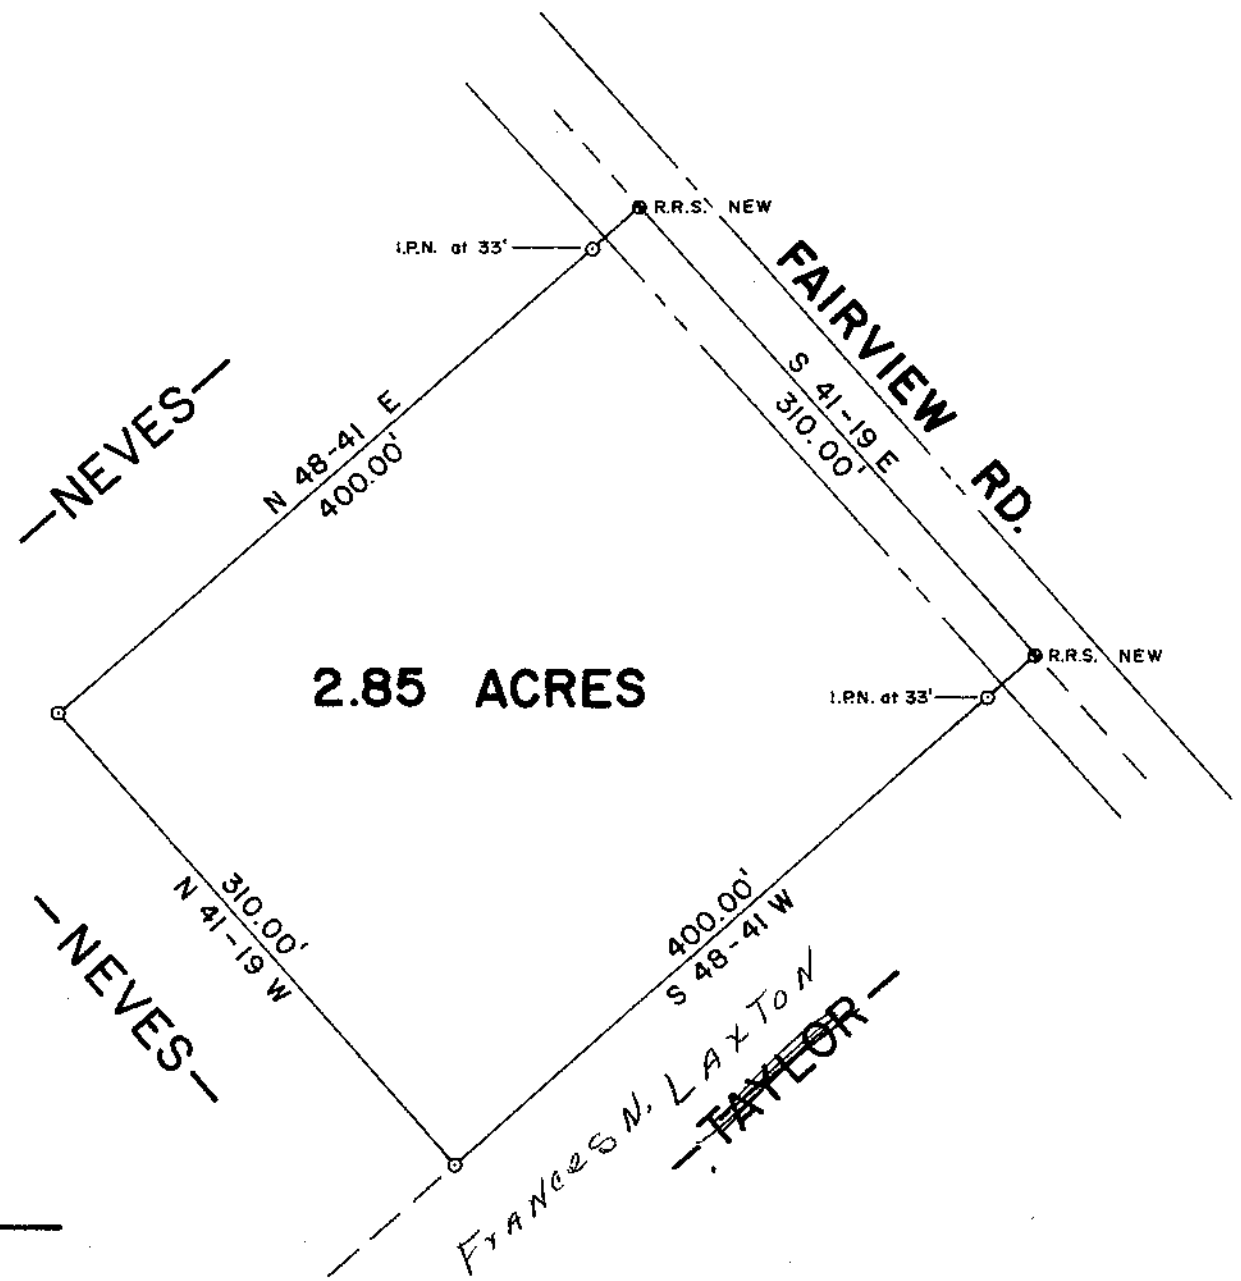 R.R.S. NEW
I.P.N. at 33'
FAIRVIEW RD.
S 41-19 E
310.00'
—NEVES—
N 48-41 E
400.00'
2.85 ACRES
R.R.S. NEW
I.P.N. at 33'
310.00'
N 41-19 W
—NEVES—
400.00'
S 48-41 W
Frances N. Laxton
—TAYLOR—